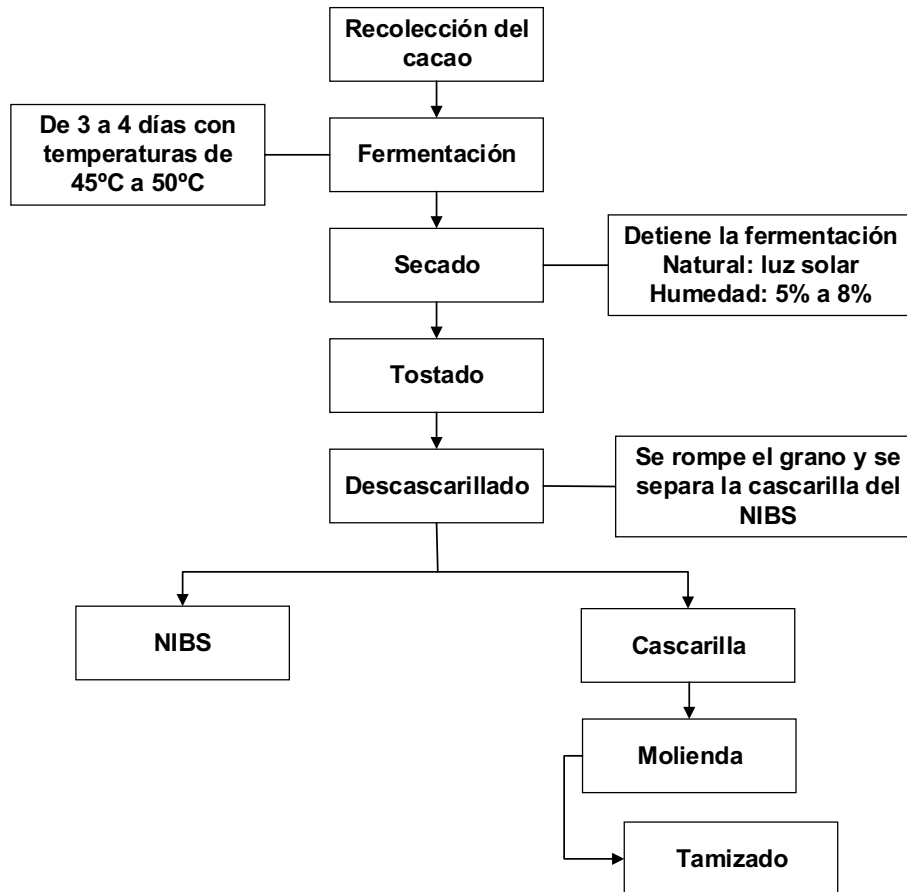 Recolección del
cacao
De 3 a 4 días con
temperaturas de
45ºC a 50ºC
Fermentación
Secado
Detiene la fermentación
Natural: luz solar
Humedad: 5% a 8%
Tostado
Descascarillado
Se rompe el grano y se
separa la cascarilla del
NIBS
NIBS
Cascarilla
Molienda
Tamizado